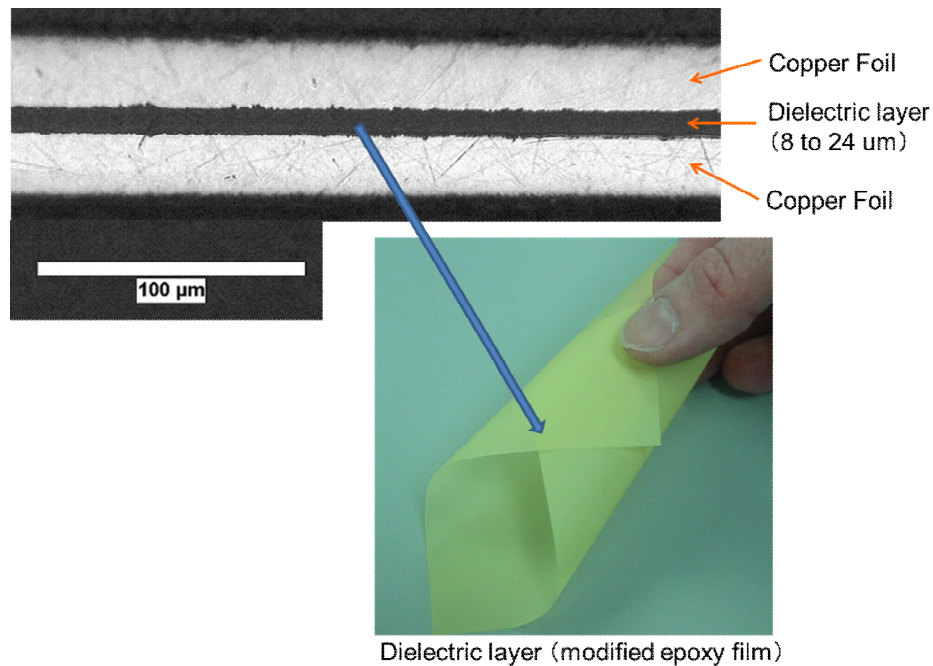 Copper Foil
Dielectric layer
（8 to 24 um）
Copper Foil
100 µm
Dielectric layer（modified epoxy film）